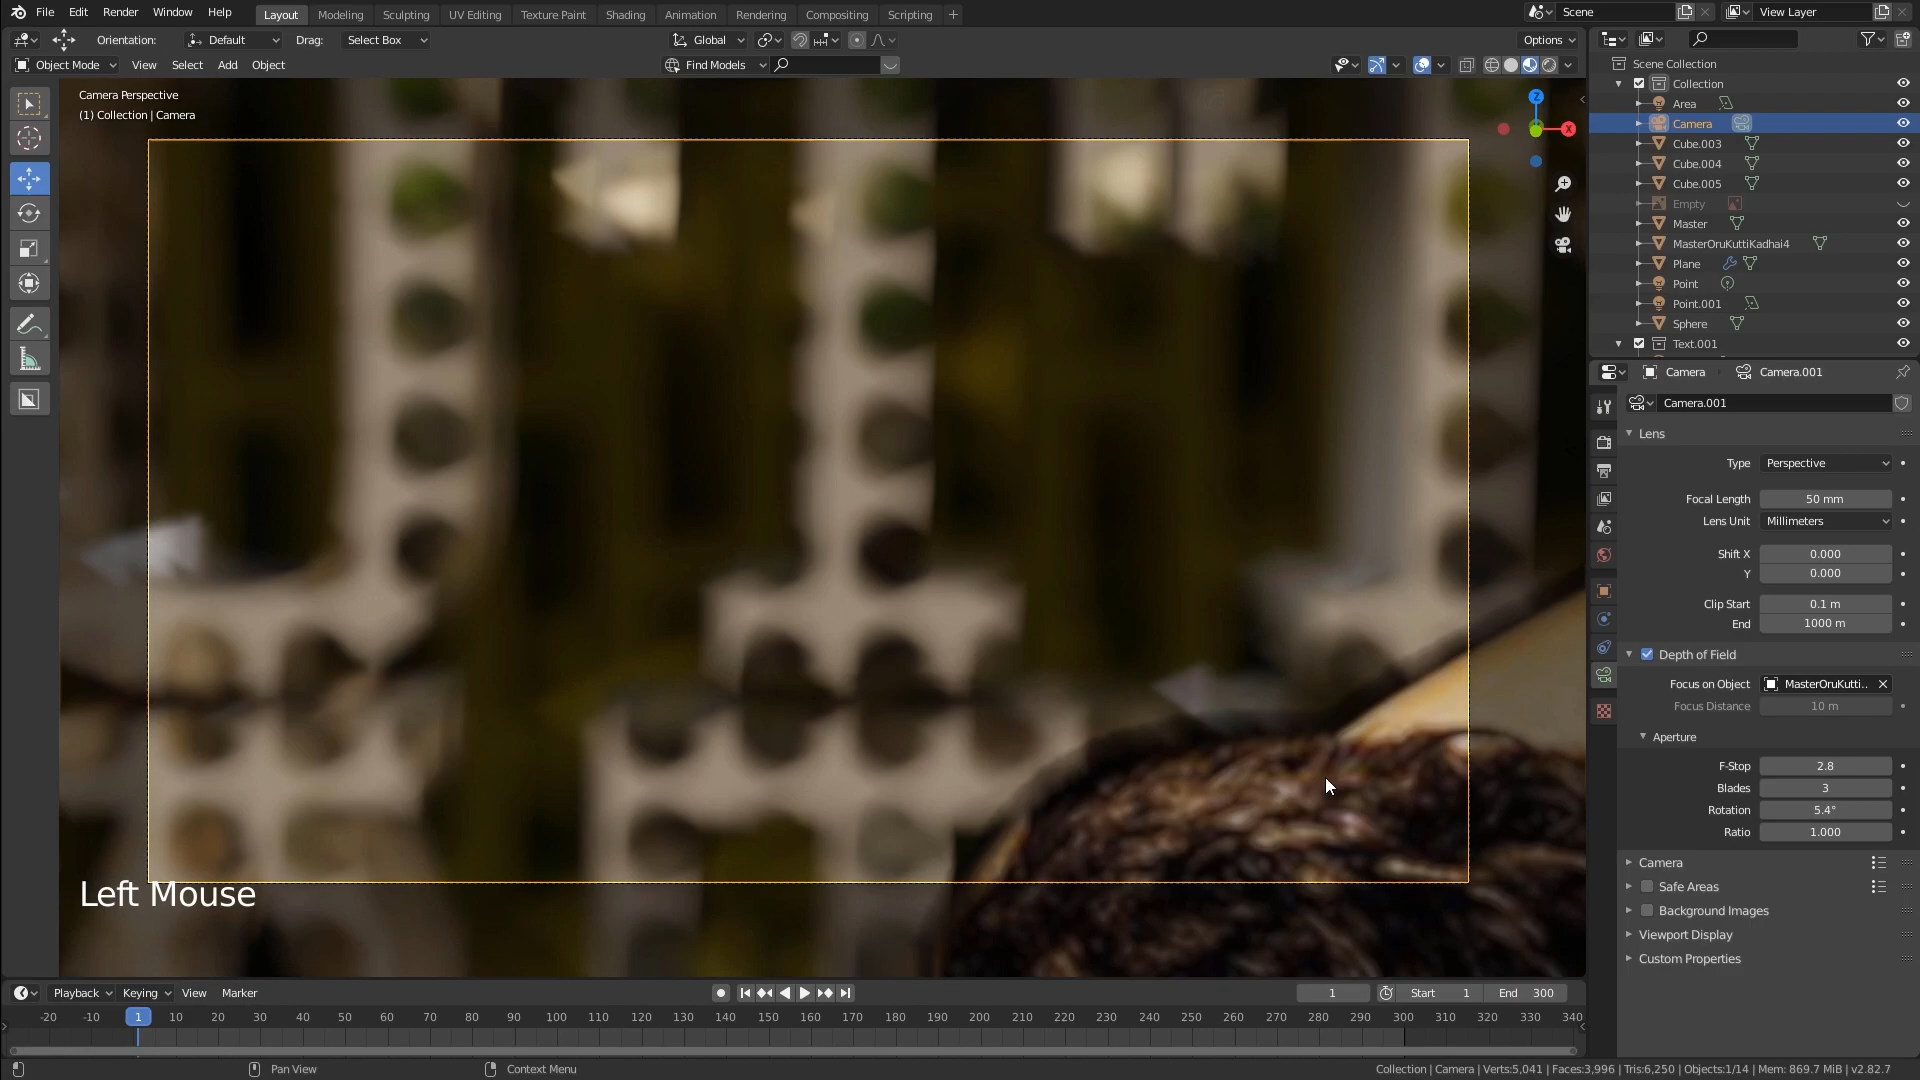 File Edit Render Window Help Layout Modeling Sculpting UV Editing Texture Paint Shading Animation Rendering Compositing Scripting + Scene View Layer
Orientation: Default Drag: Select Box Global Options
Object Mode View Select Add Object Find Models
Camera Perspective
(1) Collection | Camera
Z
X
Left Mouse
Scene Collection
Collection
Area
Camera
Cube.003
Cube.004
Cube.005
Empty
Master
MasterOruKuttiKadhai4
Plane
Point
Point.001
Sphere
Text.001
Camera Camera.001
Camera.001
Lens
Type Perspective
Focal Length 50 mm
Lens Unit Millimeters
Shift X 0.000
Y 0.000
Clip Start 0.1 m
End 1000 m
Depth of Field
Focus on Object MasterOruKutti..
Focus Distance 10 m
Aperture
F-Stop 2.8
Blades 3
Rotation 5.4°
Ratio 1.000
Camera
Safe Areas
Background Images
Viewport Display
Custom Properties
Playback Keying View Marker 1 Start 1 End 300
-20 -10 1 10 20 30 40 50 60 70 80 90 100 110 120 130 140 150 160 170 180 190 200 210 220 230 240 250 260 270 280 290 300 310 320 330 340
Pan View Context Menu Collection | Camera | Verts:5,041 | Faces:3,996 | Tris:6,250 | Objects:1/14 | Mem: 869.7 MiB | v2.82.7